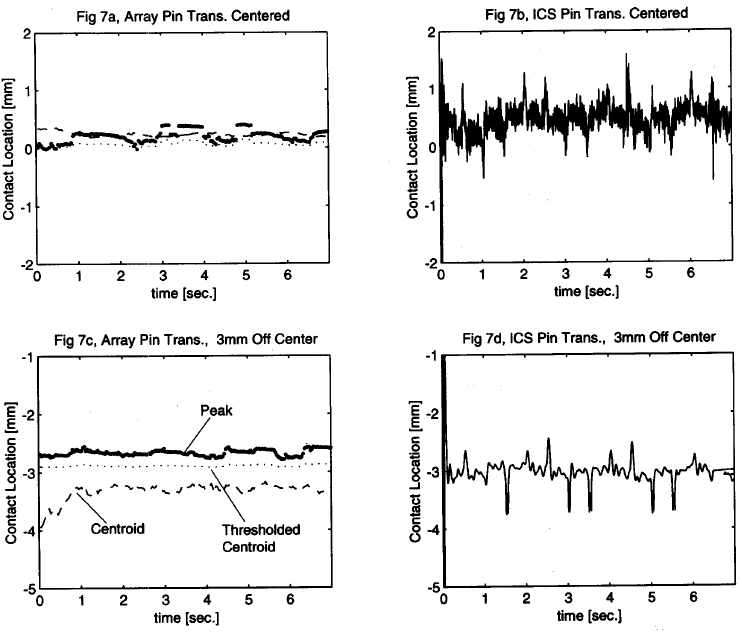 Fig 7a, Array Pin Trans. Centered
2
1
0
-1
-2
Contact Location [mm]
0 1 2 3 4 5 6
time [sec.]
Fig 7b, ICS Pin Trans. Centered
2
1
0
-1
-2
Contact Location [mm]
0 1 2 3 4 5 6
time [sec.]
Fig 7c, Array Pin Trans., 3mm Off Center
-1
-2
-3
-4
-5
Contact Location [mm]
Peak
Centroid
Thresholded
Centroid
0 1 2 3 4 5 6
time [sec.]
Fig 7d, ICS Pin Trans., 3mm Off Center
-1
-2
-3
-4
-5
Contact Location [mm]
0 1 2 3 4 5 6
time [sec.]